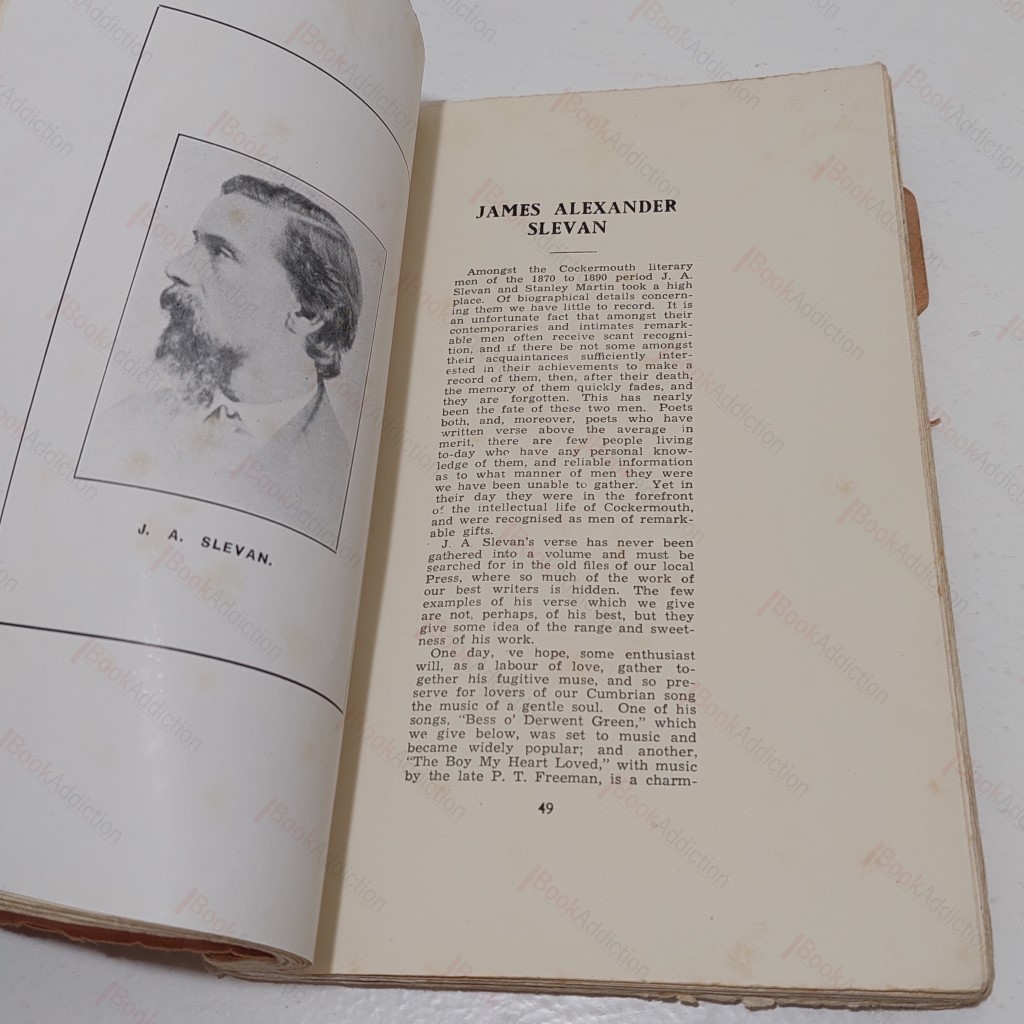 J. A. SLEVAN.
JAMES ALEXANDER
SLEVAN
Amongst the Cockermouth literary
men of the 1870 to 1890 period J. A.
Slevan and Stanley Martin took a high
place. Of biographical details concern-
ing them we have little to record. It is
an unfortunate fact that amongst their
contemporaries and intimates remark-
able men often receive scant recogni-
tion, and if there be not some amongst
their acquaintances sufficiently inter-
ested in their achievements to make a
record of them, then, after their death,
the memory of them quickly fades, and
they are forgotten. This has nearly
been the fate of these two men. Poets
both, and, moreover, poets who have
written verse above the average in
merit, there are few people living
to-day who have any personal know-
ledge of them, and reliable information
as to what manner of men they were
we have been unable to gather. Yet in
their day they were in the forefront
of the intellectual life of Cockermouth,
and were recognised as men of remark-
able gifts.
J. A. Slevan's verse has never been
gathered into a volume and must be
searched for in the old files of our local
Press, where so much of the work of
our best writers is hidden. The few
examples of his verse which we give
are not, perhaps, of his best, but they
give some idea of the range and sweet-
ness of his work.
One day, we hope, some enthusiast
will, as a labour of love, gather to-
gether his fugitive muse, and so pre-
serve for lovers of our Cumbrian song
the music of a gentle soul. One of his
songs, "Bess o' Derwent Green," which
we give below, was set to music and
became widely popular; and another,
"The Boy My Heart Loved," with music
by the late P. T. Freeman, is a charm-
49
BookAddiction